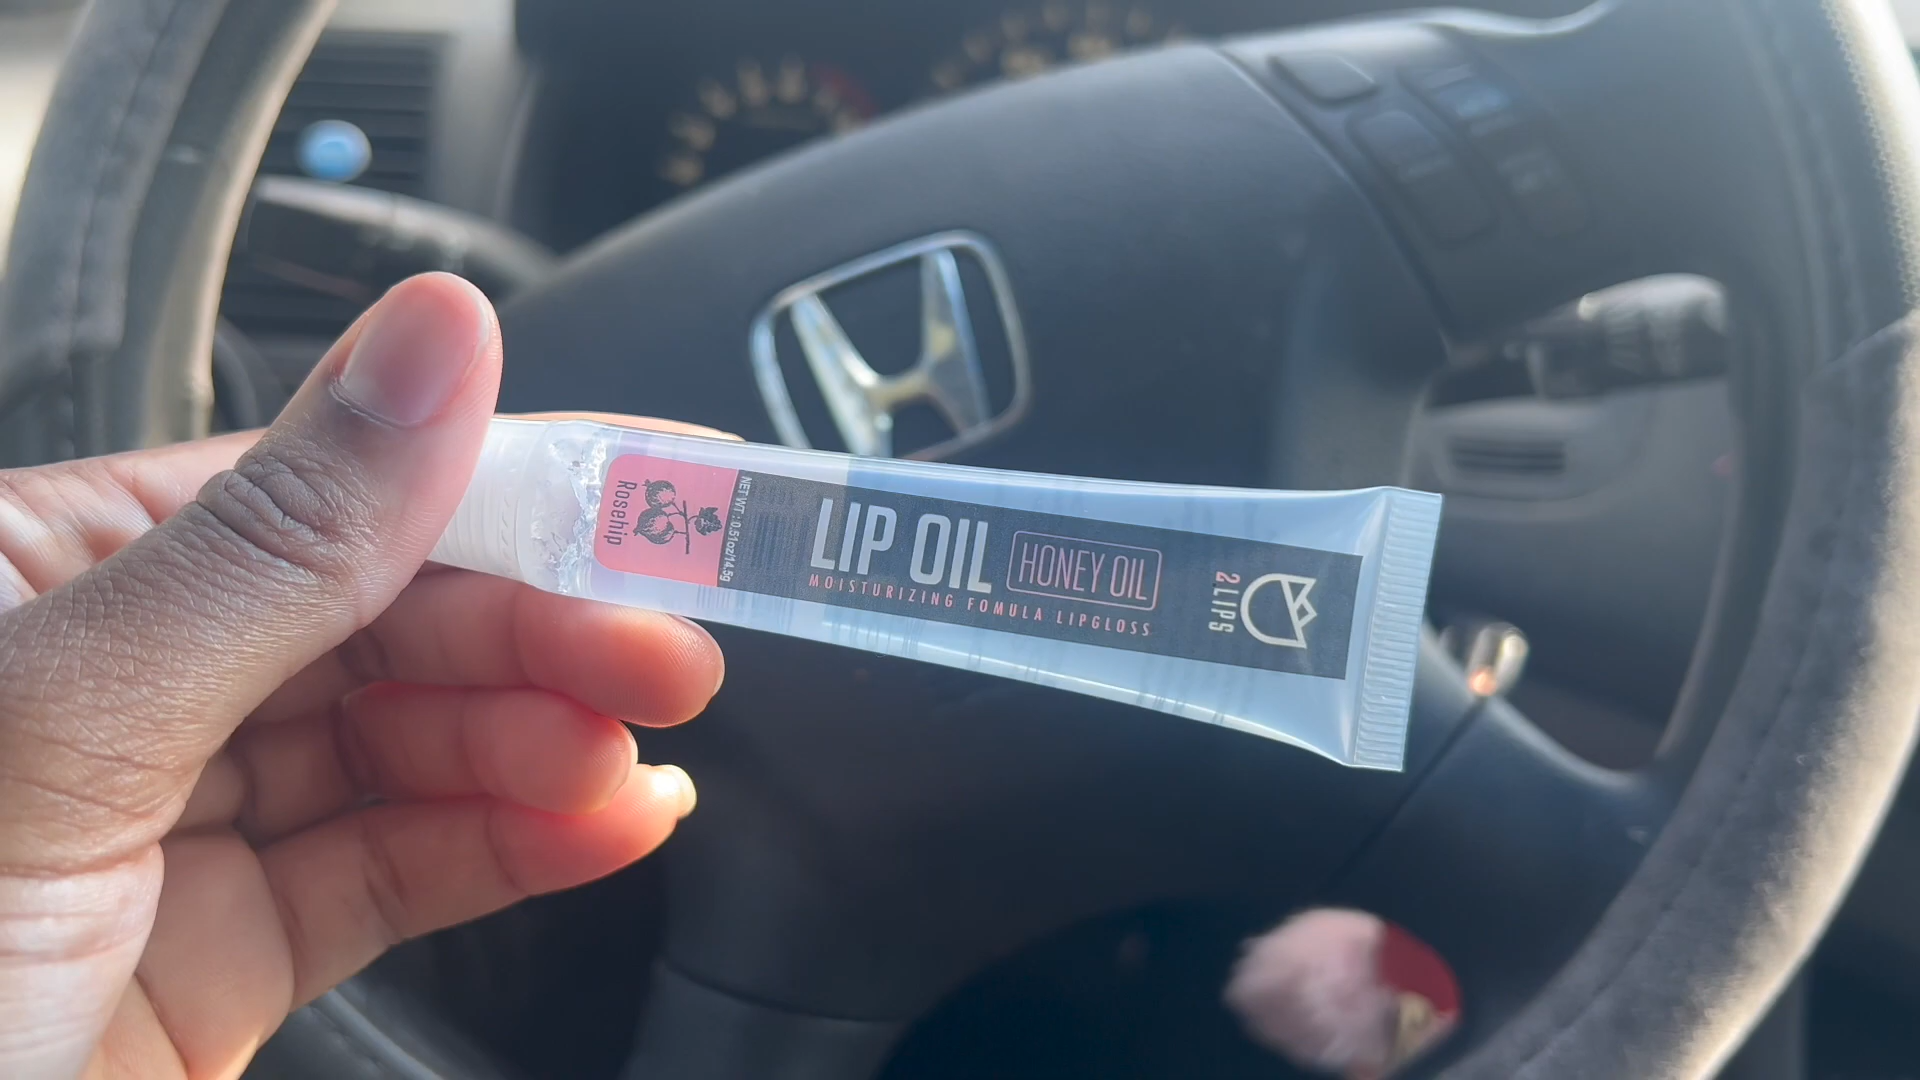 Rosehip
NET WT : 0.51oz/14.5g
LIP OIL
HONEY OIL
MOISTURIZING FOMULA LIPGLOSS
2LIPS